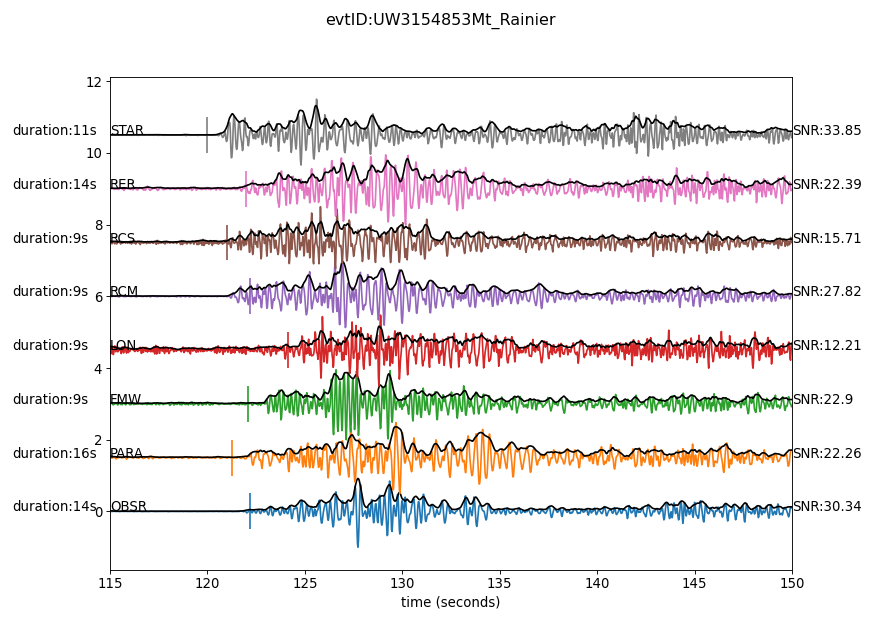 evtID:UW3154853Mt_Rainier
12
duration:11s STAR SNR:33.85
10
duration:14s RER SNR:22.39
8
duration:9s RCS SNR:15.71
duration:9s RCM SNR:27.82
6
duration:9s LON SNR:12.21
4
duration:9s FMW SNR:22.9
2
duration:16s PARA SNR:22.26
duration:14s OBSR SNR:30.34
0
115 120 125 130 135 140 145 150
time (seconds)